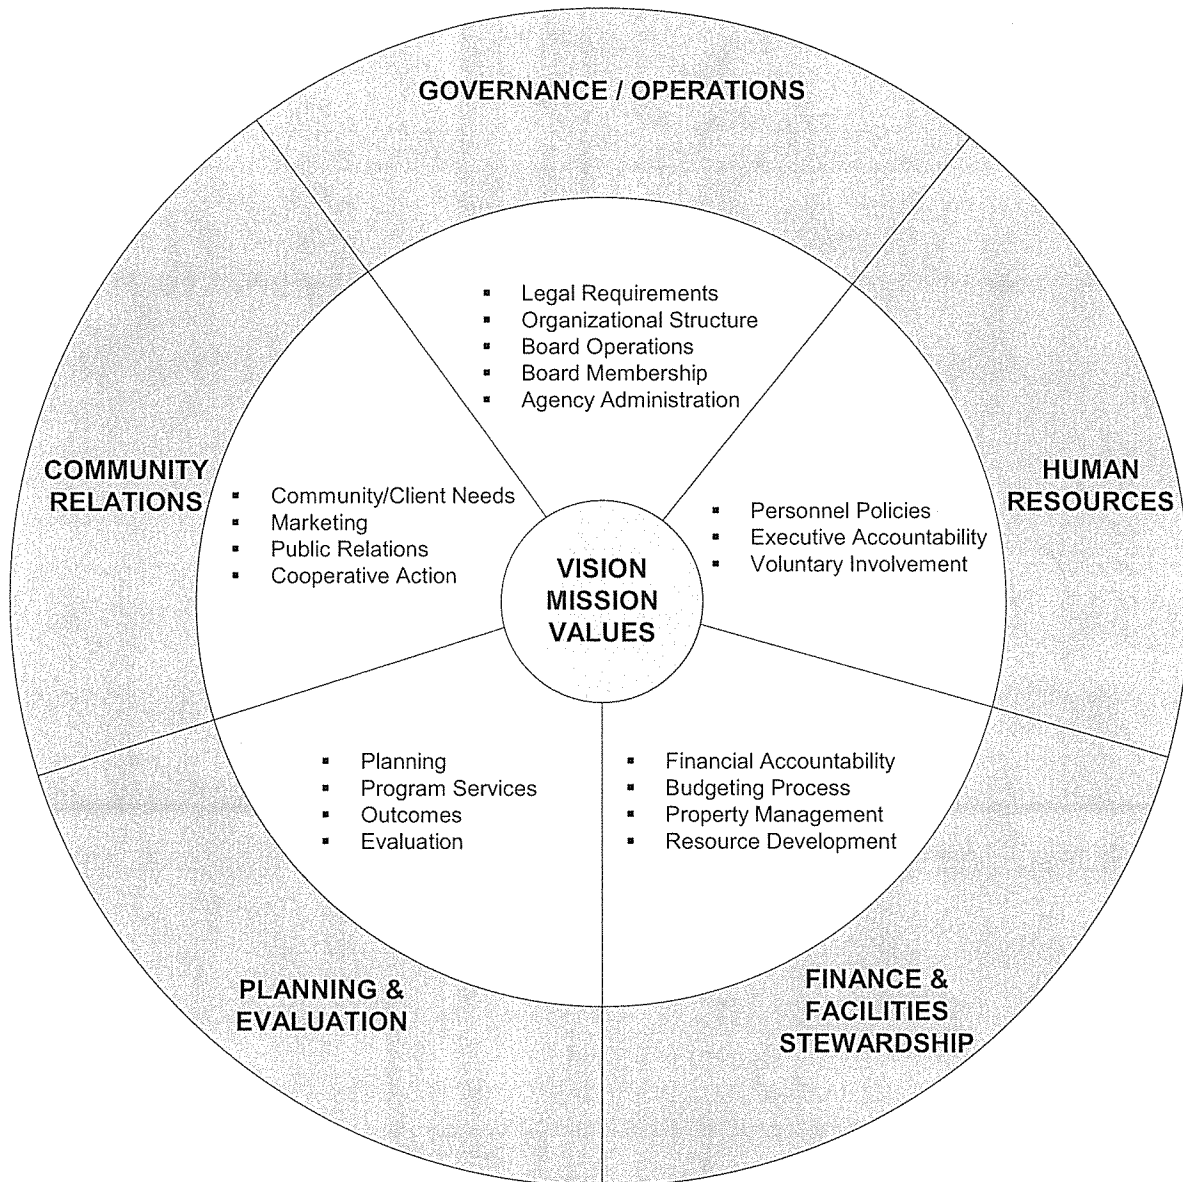 GOVERNANCE / OPERATIONS
▪ Legal Requirements
▪ Organizational Structure
▪ Board Operations
▪ Board Membership
▪ Agency Administration
HUMAN
RESOURCES
▪ Personnel Policies
▪ Executive Accountability
▪ Voluntary Involvement
FINANCE &
FACILITIES
STEWARDSHIP
▪ Financial Accountability
▪ Budgeting Process
▪ Property Management
▪ Resource Development
PLANNING &
EVALUATION
▪ Planning
▪ Program Services
▪ Outcomes
▪ Evaluation
COMMUNITY
RELATIONS
▪ Community/Client Needs
▪ Marketing
▪ Public Relations
▪ Cooperative Action
VISION
MISSION
VALUES